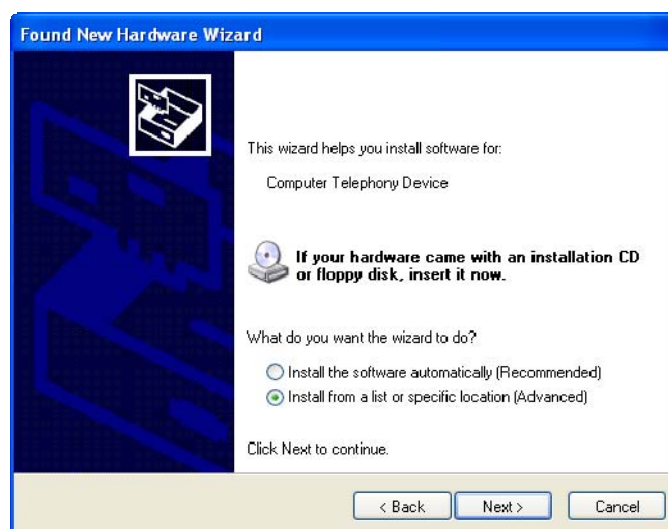 Found New Hardware Wizard
This wizard helps you install software for:
Computer Telephony Device
If your hardware came with an installation CD
or floppy disk, insert it now.
What do you want the wizard to do?
Install the software automatically (Recommended)
Install from a list or specific location (Advanced)
Click Next to continue.
< Back Next > Cancel